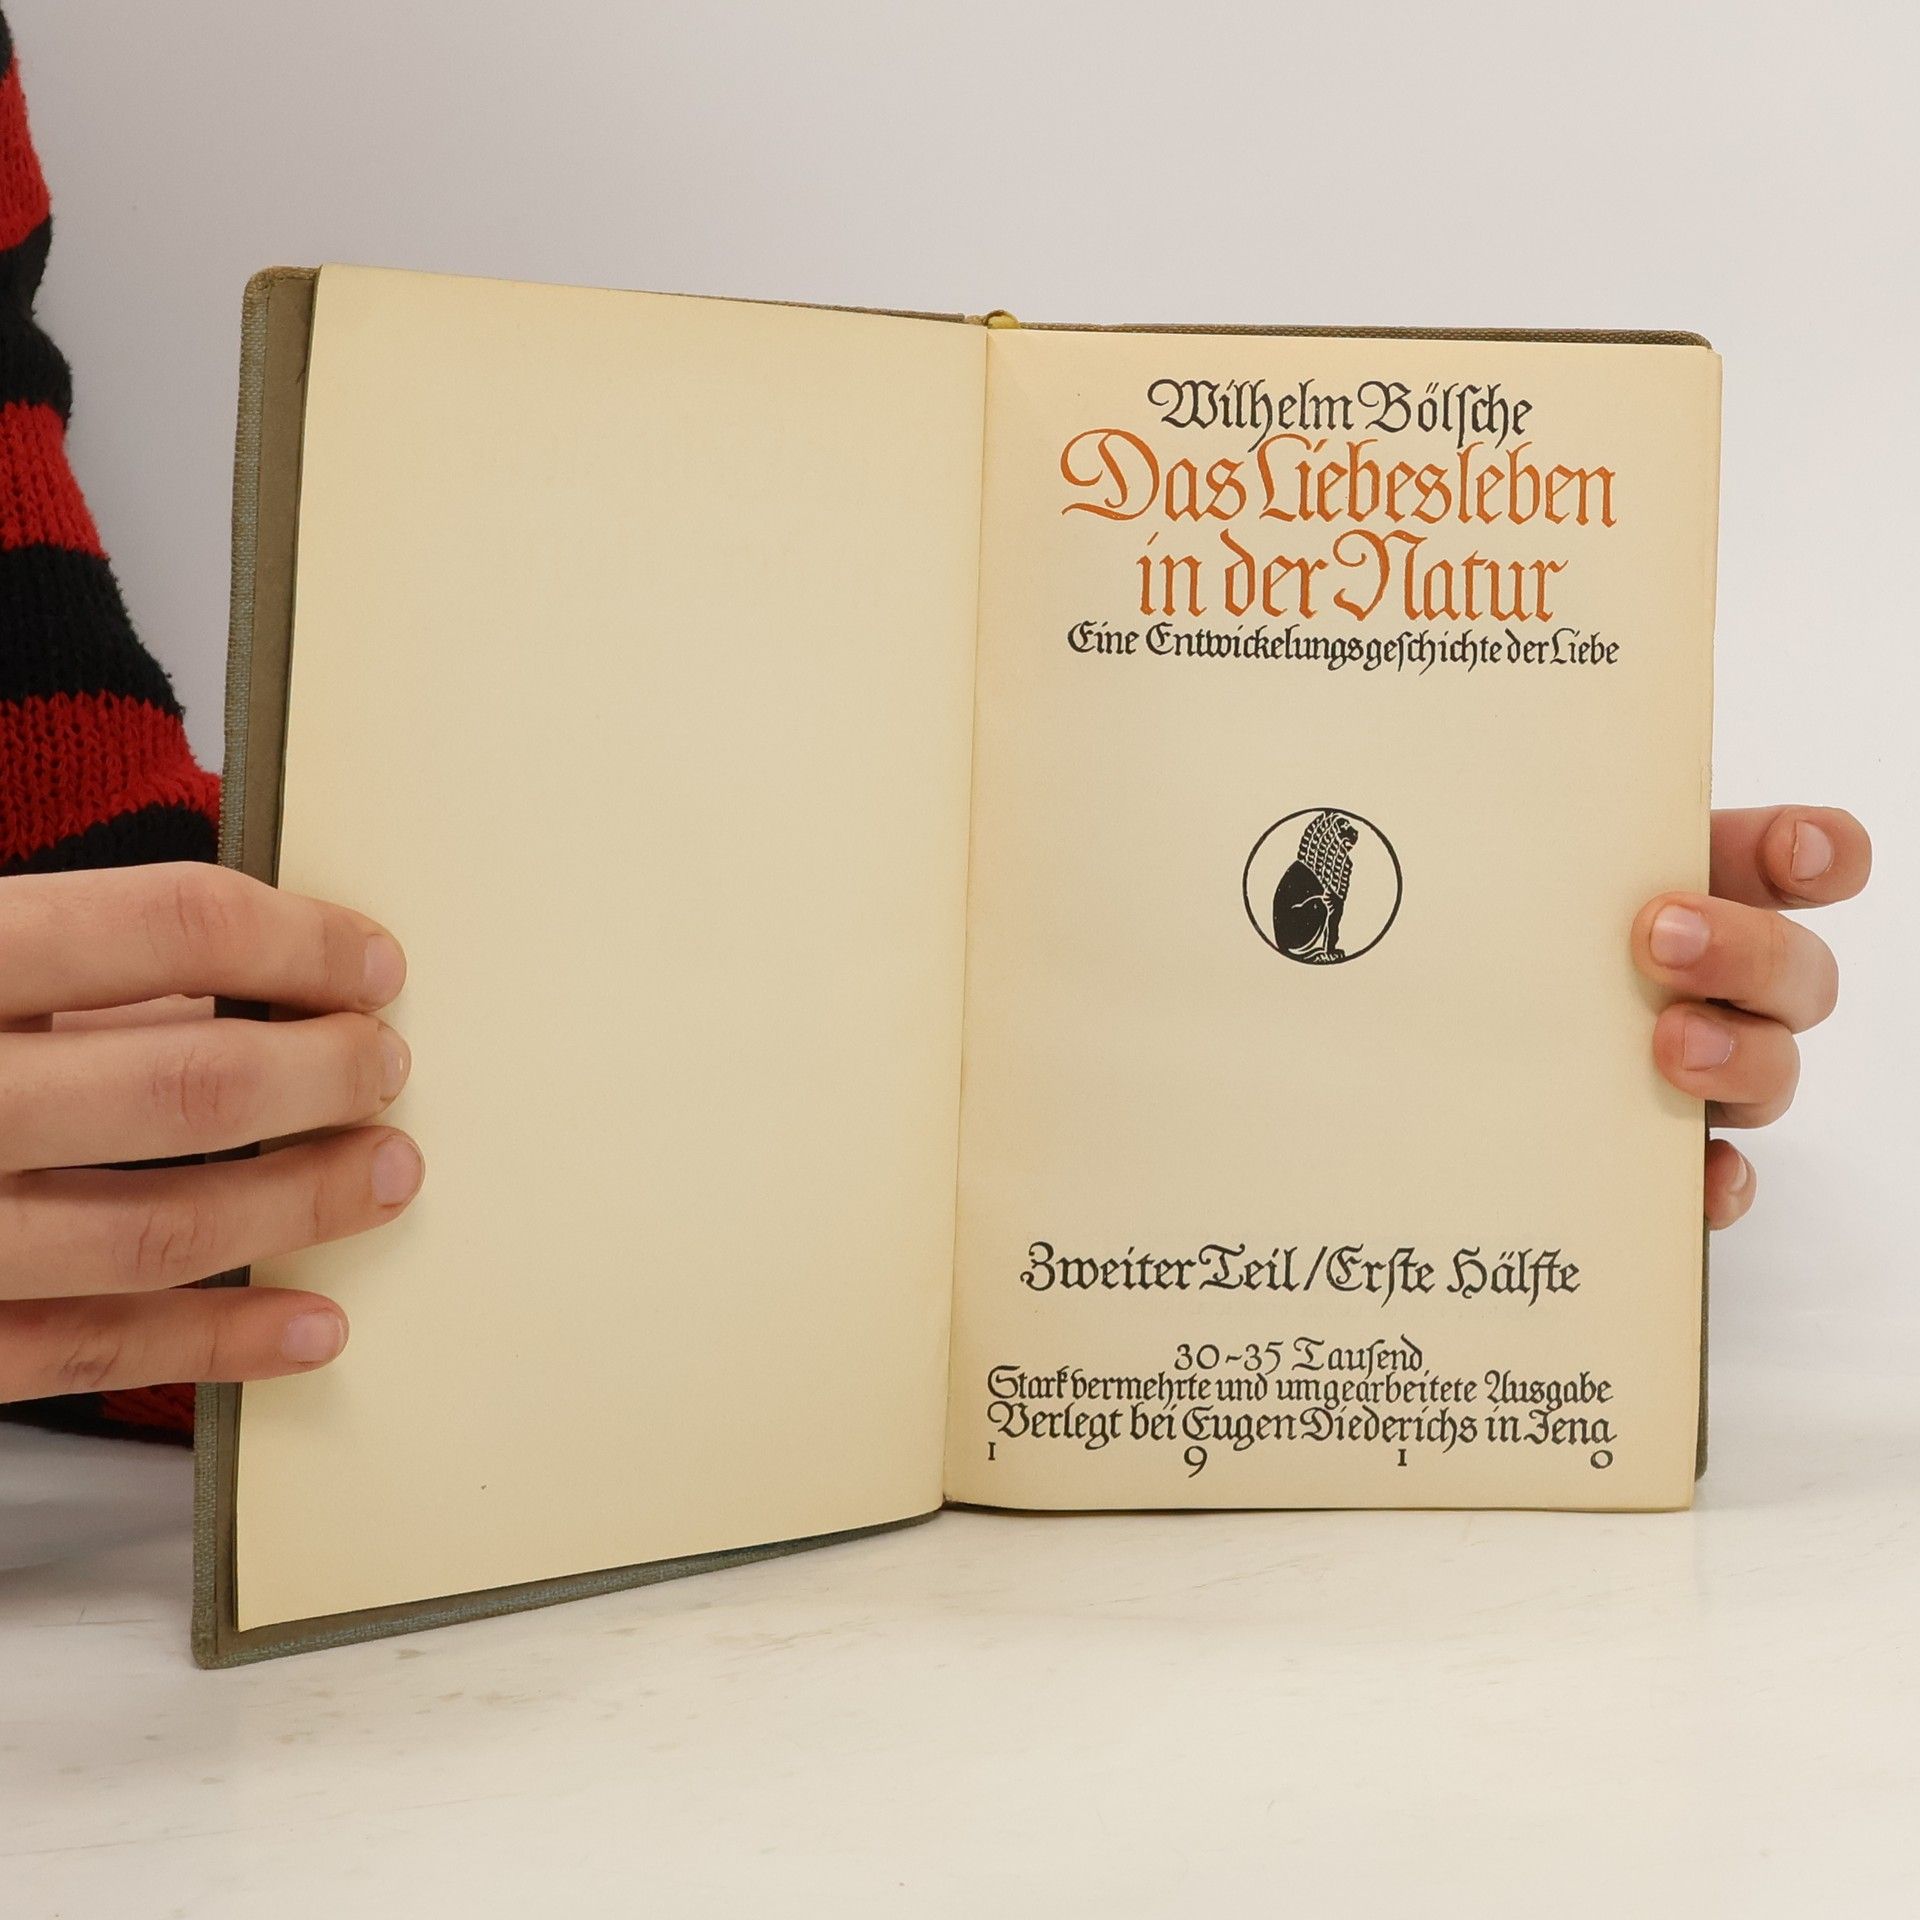 Wilhelm Bölsche
Das Liebesleben
in der Natur
Eine Entwickelungsgeschichte der Liebe
Zweiter Teil / Erste Hälfte
30-35 Tausend
Stark vermehrte und umgearbeitete Ausgabe
Verlegt bei Eugen Diederichs in Jena
1 9 1 0